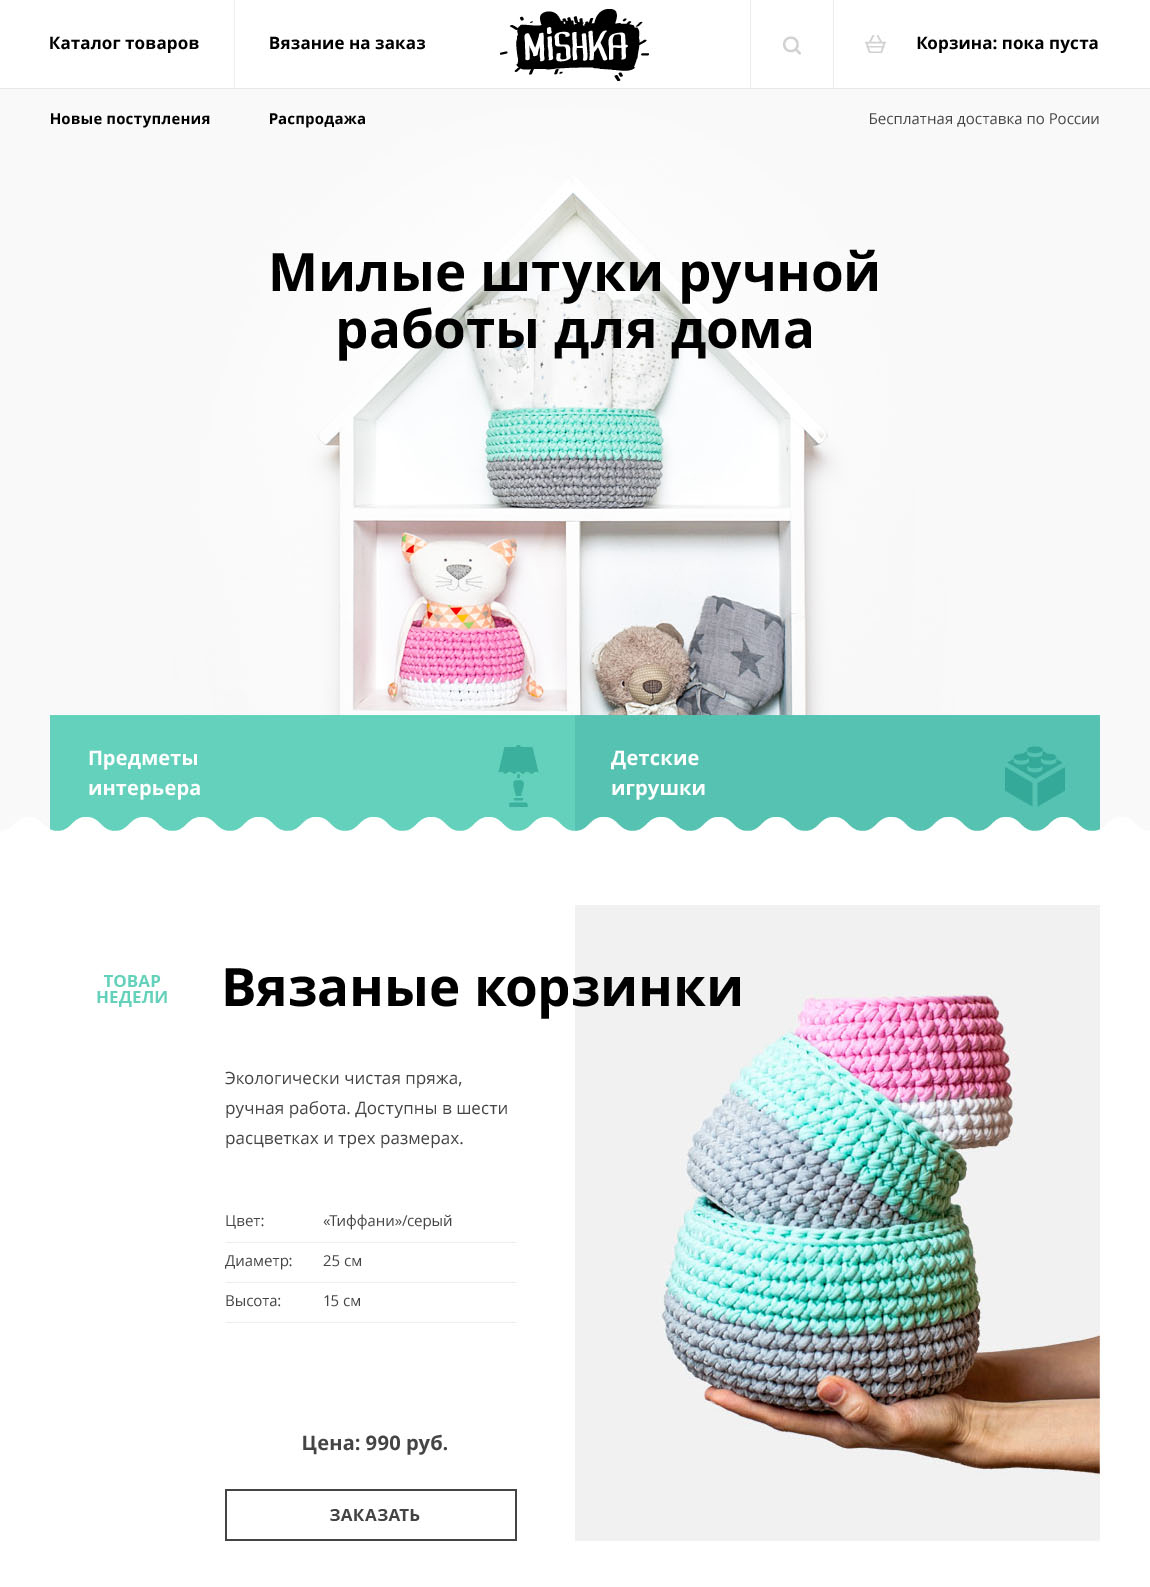 Каталог товаров
Вязание на заказ
MiSHKA
Корзина: пока пуста
Новые поступления
Распродажа
Бесплатная доставка по России
Милые штуки ручной
работы для дома
Предметы
интерьера
Детские
игрушки
ТОВАР
НЕДЕЛИ
Вязаные корзинки
Экологически чистая пряжа,
ручная работа. Доступны в шести
расцветках и трех размерах.
Цвет: «Тиффани»/серый
Диаметр: 25 см
Высота: 15 см
Цена: 990 руб.
ЗАКАЗАТЬ